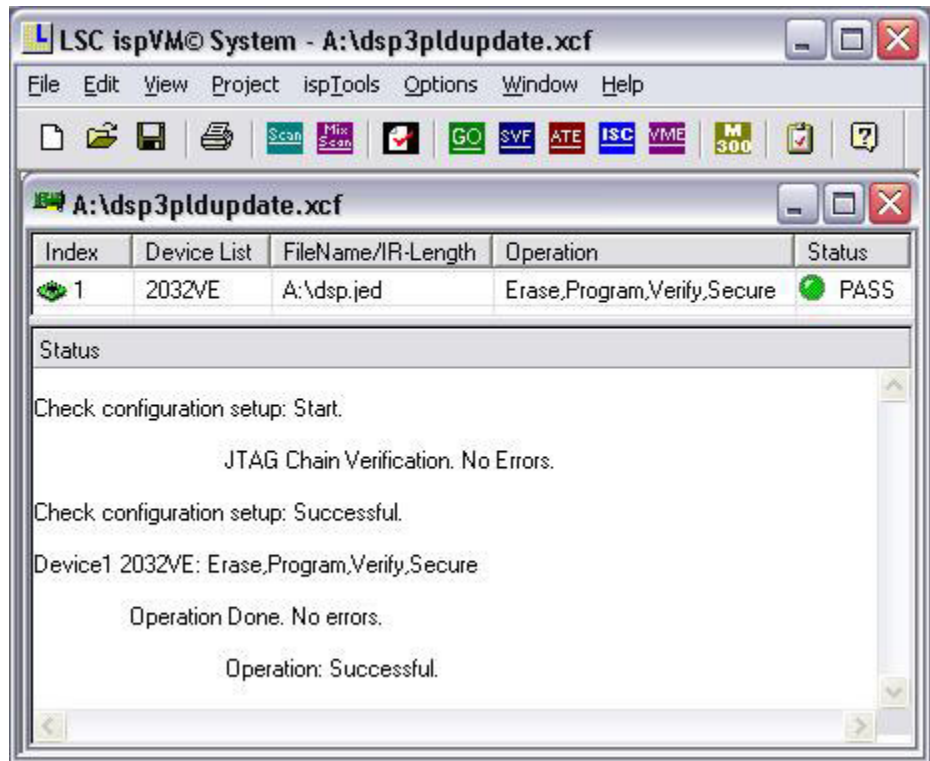 LSC ispVM© System - A:\dsp3pldupdate.xcf
File Edit View Project ispTools Options Window Help
Scan Mix Scan GO SVF ATE ISC VME M 300
A:\dsp3pldupdate.xcf
Index Device List FileName/IR-Length Operation Status
1 2032VE A:\dsp.jed Erase,Program,Verify,Secure PASS
Status
Check configuration setup: Start.
JTAG Chain Verification. No Errors.
Check configuration setup: Successful.
Device1 2032VE: Erase,Program,Verify,Secure
Operation Done. No errors.
Operation: Successful.